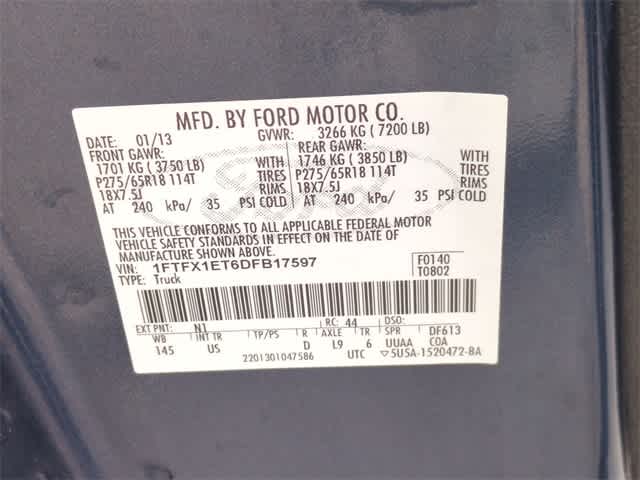 MFD. BY FORD MOTOR CO.
DATE: 01/13 GVWR: 3266 KG ( 7200 LB)
FRONT GAWR: REAR GAWR:
1701 KG ( 3750 LB) WITH 1746 KG ( 3850 LB) WITH
P275/65R18 114T TIRES P275/65R18 114T TIRES
18X7.5J RIMS 18X7.5J RIMS
AT 240 kPa/ 35 PSI COLD AT 240 kPa/ 35 PSI COLD
Ford
THIS VEHICLE CONFORMS TO ALL APPLICABLE FEDERAL MOTOR
VEHICLE SAFETY STANDARDS IN EFFECT ON THE DATE OF
MANUFACTURE SHOWN ABOVE.
VIN: 1FTFX1ET6DFB17597 F0140
TYPE: Truck T0802
EXT PNT: N1 RC: 44 DSO:
WB INT TR TP/PS R AXLE TR SPR DF613
145 US D L9 6 UUAA COA
2201301047586 UTC ▽5U5A-1520472-BA